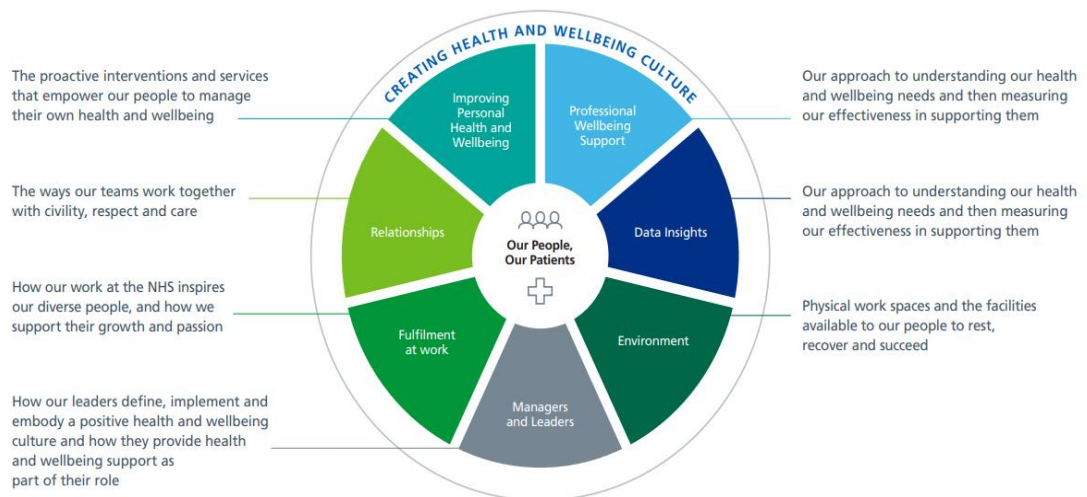 CREATING HEALTH AND WELLBEING CULTURE
The proactive interventions and services
that empower our people to manage
their own health and wellbeing
Improving
Personal
Health and
Wellbeing
Professional
Wellbeing
Support
Our approach to understanding our health
and wellbeing needs and then measuring
our effectiveness in supporting them
The ways our teams work together
with civility, respect and care
Relationships
Our People,
Our Patients
Data Insights
Our approach to understanding our health
and wellbeing needs and then measuring
our effectiveness in supporting them
How our work at the NHS inspires
our diverse people, and how we
support their growth and passion
Fulfilment
at work
Environment
Physical work spaces and the facilities
available to our people to rest,
recover and succeed
How our leaders define, implement and
embody a positive health and wellbeing
culture and how they provide health
and wellbeing support as
part of their role
Managers
and Leaders